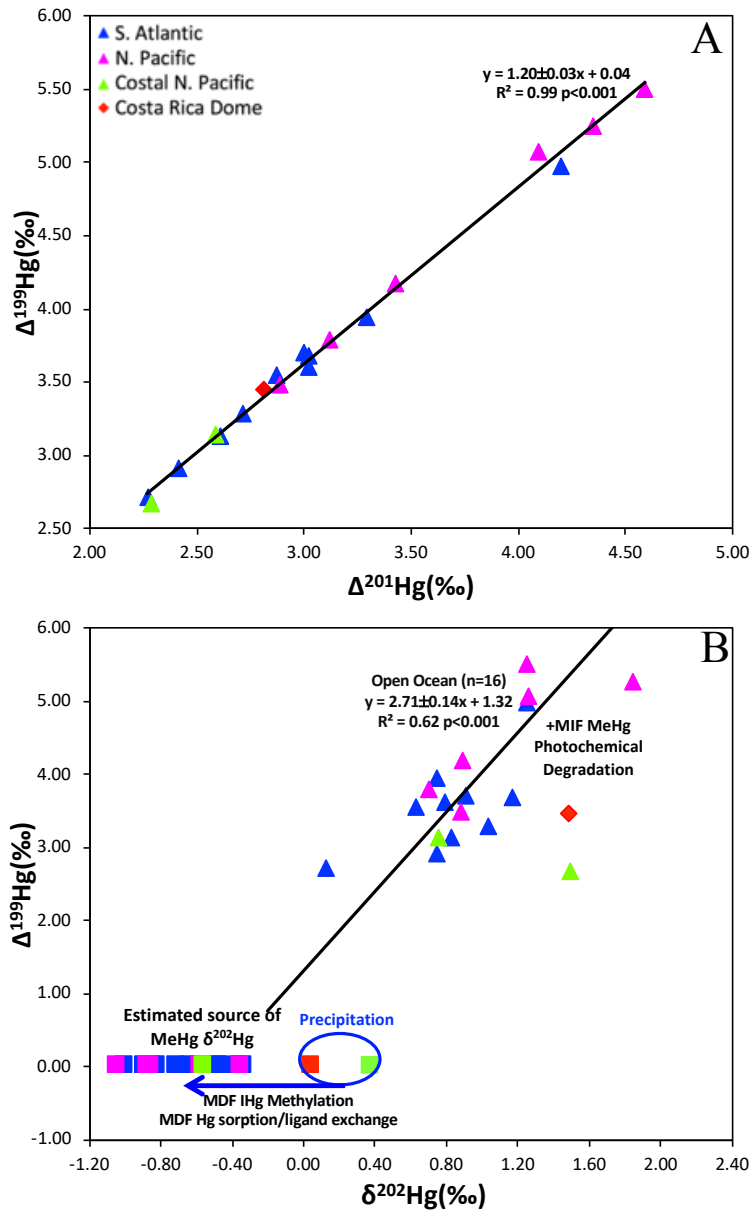 A
S. Atlantic
N. Pacific
Costal N. Pacific
Costa Rica Dome
y = 1.20±0.03x + 0.04
R² = 0.99 p<0.001
6.00
5.50
5.00
4.50
4.00
3.50
3.00
2.50
2.00 2.50 3.00 3.50 4.00 4.50 5.00
Δ¹⁹⁹Hg(‰)
Δ²⁰¹Hg(‰)
B
Open Ocean (n=16)
y = 2.71±0.14x + 1.32
R² = 0.62 p<0.001
+MIF MeHg
Photochemical
Degradation
Estimated source of
MeHg δ²⁰²Hg
Precipitation
MDF IHg Methylation
MDF Hg sorption/ligand exchange
6.00
5.00
4.00
3.00
2.00
1.00
0.00
-1.00
-1.20 -0.80 -0.40 0.00 0.40 0.80 1.20 1.60 2.00 2.40
Δ¹⁹⁹Hg(‰)
δ²⁰²Hg(‰)